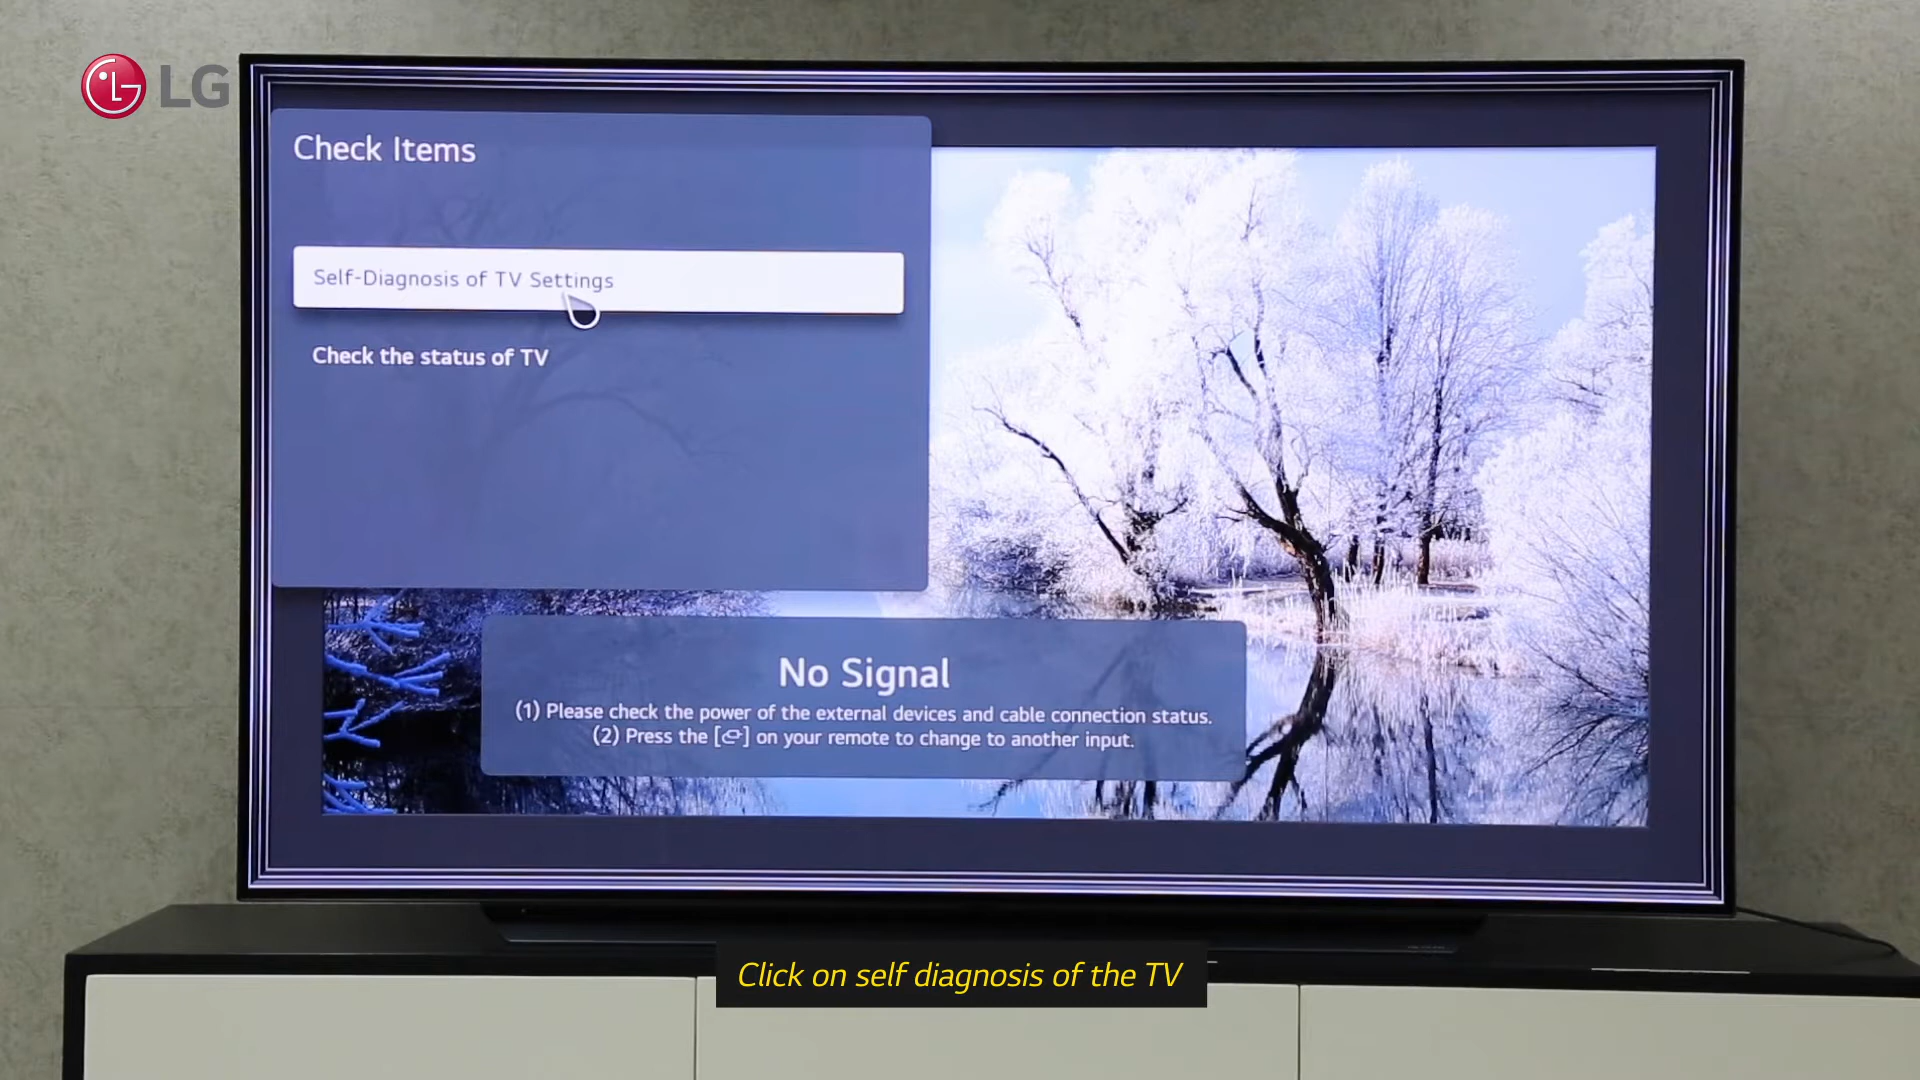 LG
Check Items
Self-Diagnosis of TV Settings
Check the status of TV
No Signal
(1) Please check the power of the external devices and cable connection status.
(2) Press the [⮂] on your remote to change to another input.
Click on self diagnosis of the TV